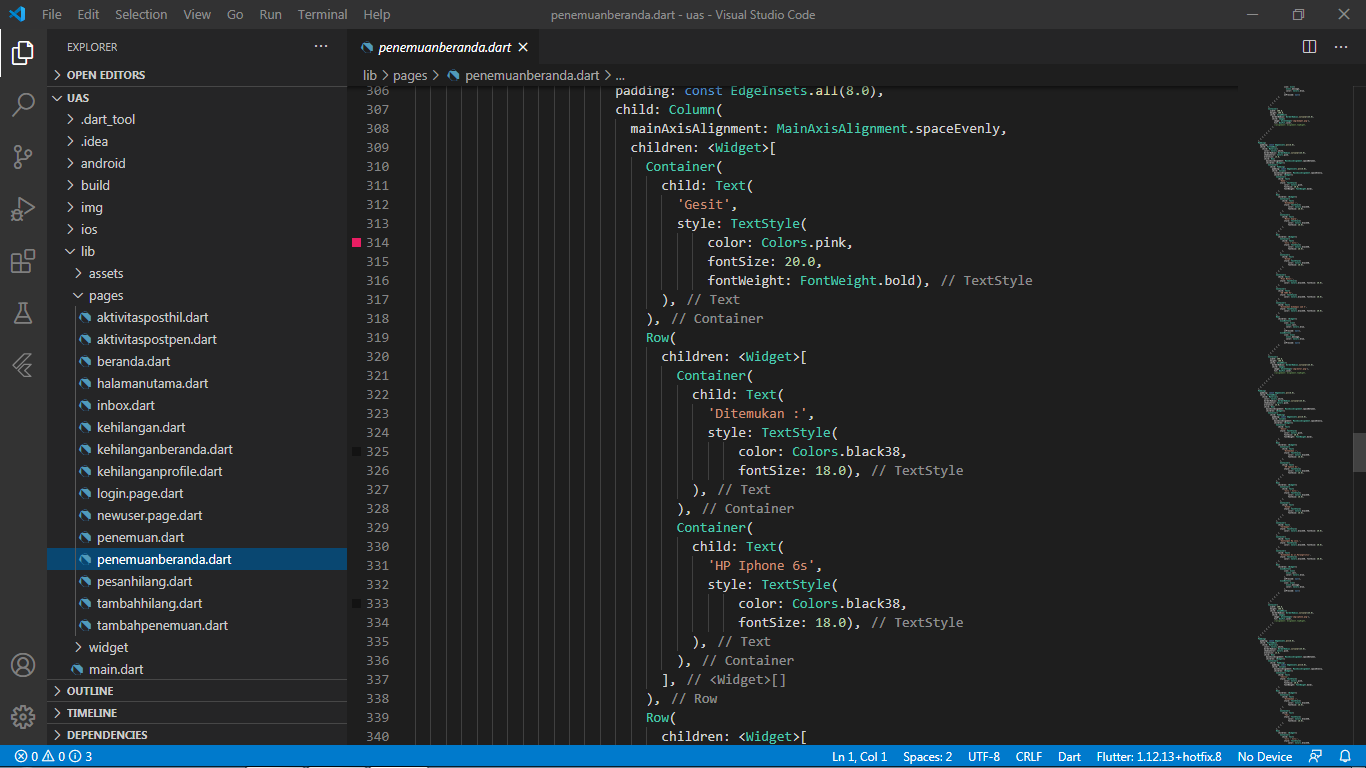 File Edit Selection View Go Run Terminal Help
penemuanberanda.dart - uas - Visual Studio Code
EXPLORER
OPEN EDITORS
UAS
.dart_tool
.idea
android
build
img
ios
lib
assets
pages
aktivitasposthil.dart
aktivitaspostpen.dart
beranda.dart
halamanutama.dart
inbox.dart
kehilangan.dart
kehilanganberanda.dart
kehilanganprofile.dart
login.page.dart
newuser.page.dart
penemuan.dart
penemuanberanda.dart
pesanhilang.dart
tambahhilang.dart
tambahpenemuan.dart
widget
main.dart
OUTLINE
TIMELINE
DEPENDENCIES
penemuanberanda.dart
lib > pages > penemuanberanda.dart > ...
306 padding: const EdgeInsets.all(8.0),
307 child: Column(
308 mainAxisAlignment: MainAxisAlignment.spaceEvenly,
309 children: <Widget>[
310 Container(
311 child: Text(
312 'Gesit',
313 style: TextStyle(
314 color: Colors.pink,
315 fontSize: 20.0,
316 fontWeight: FontWeight.bold), // TextStyle
317 ), // Text
318 ), // Container
319 Row(
320 children: <Widget>[
321 Container(
322 child: Text(
323 'Ditemukan :',
324 style: TextStyle(
325 color: Colors.black38,
326 fontSize: 18.0), // TextStyle
327 ), // Text
328 ), // Container
329 Container(
330 child: Text(
331 'HP Iphone 6s',
332 style: TextStyle(
333 color: Colors.black38,
334 fontSize: 18.0), // TextStyle
335 ), // Text
336 ), // Container
337 ], // <Widget>[]
338 ), // Row
339 Row(
340 children: <Widget>[
0 0 3
Ln 1, Col 1 Spaces: 2 UTF-8 CRLF Dart Flutter: 1.12.13+hotfix.8 No Device